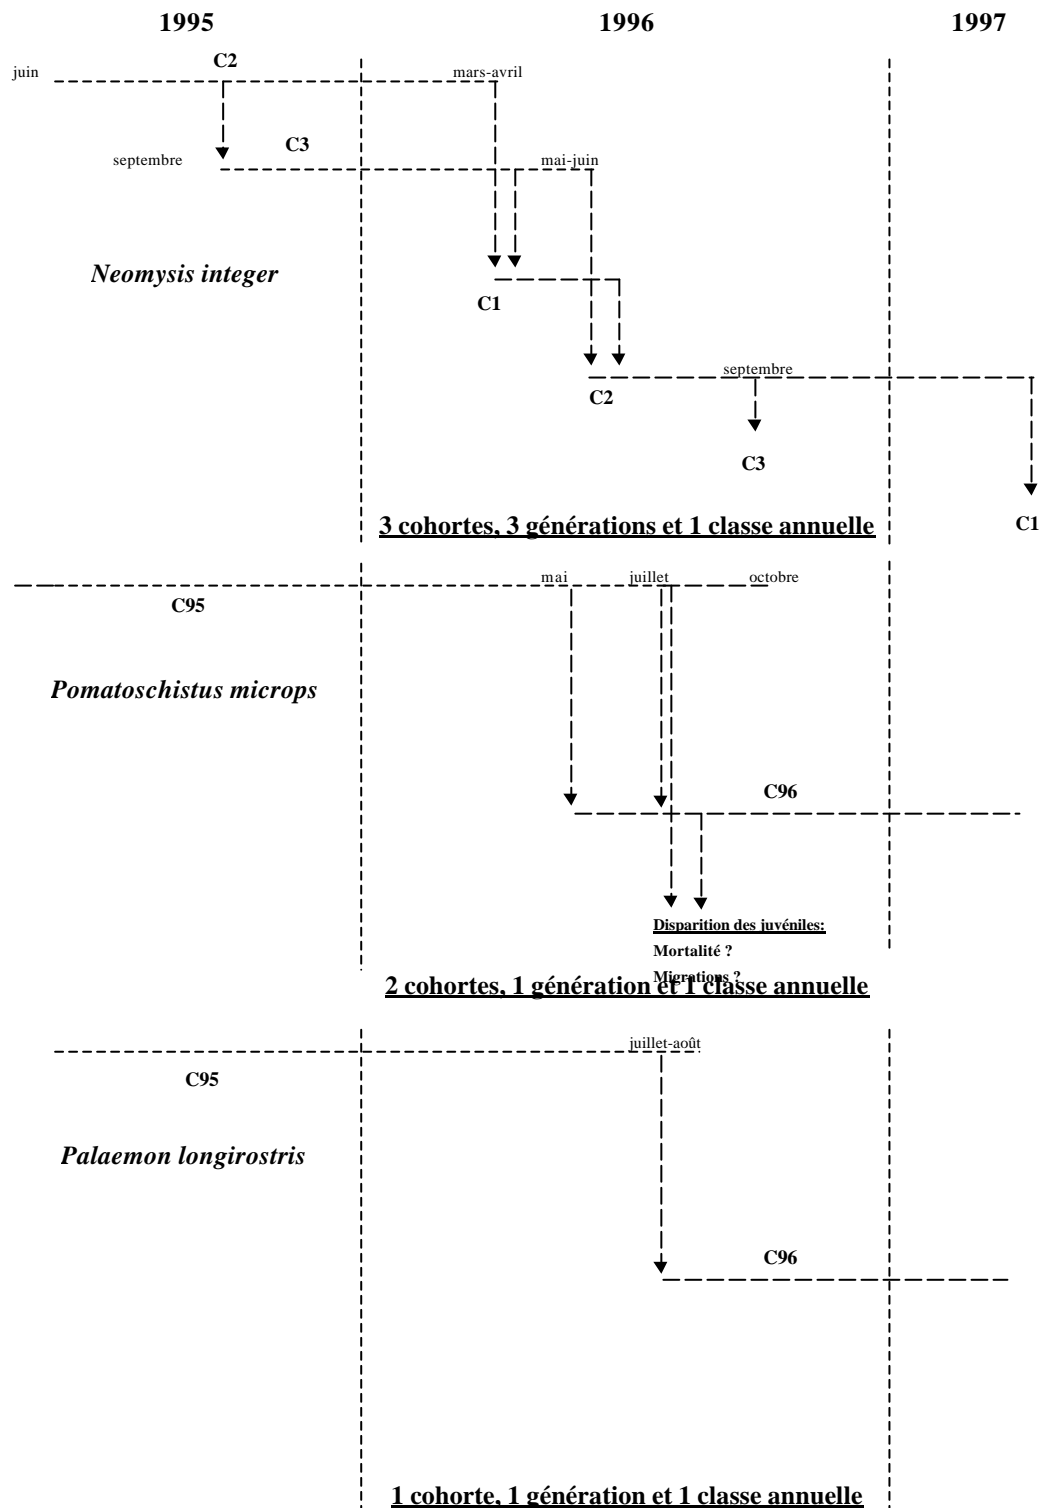 1995 1996 1997
C2
juin mars-avril
C3
septembre mai-juin
Neomysis integer
C1
septembre
C2
C3
C1
3 cohortes, 3 générations et 1 classe annuelle
mai juillet octobre
C95
Pomatoschistus microps
C96
Disparition des juvéniles:
Mortalité ?
Migrations ?
2 cohortes, 1 génération et 1 classe annuelle
juillet-août
C95
Palaemon longirostris
C96
1 cohorte, 1 génération et 1 classe annuelle